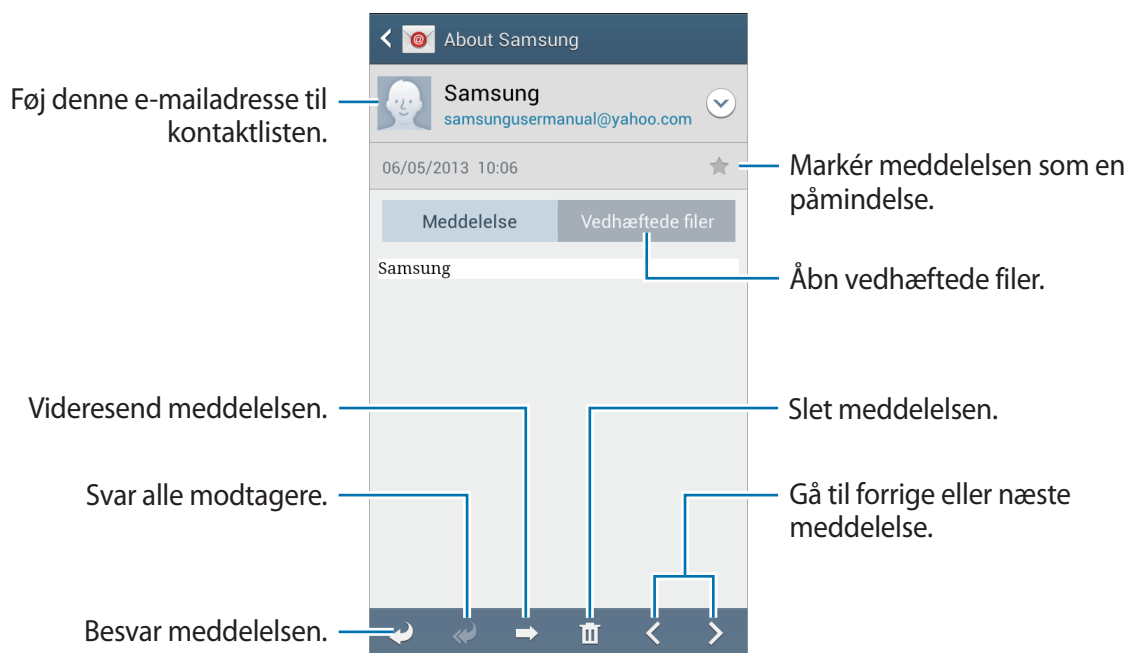 About Samsung
Føj denne e-mailadresse til
kontaktlisten.
Samsung
samsungusermanual@yahoo.com
06/05/2013 10:06
Markér meddelelsen som en
påmindelse.
Meddelelse
Vedhæftede filer
Samsung
Åbn vedhæftede filer.
Videresend meddelelsen.
Slet meddelelsen.
Svar alle modtagere.
Gå til forrige eller næste
meddelelse.
Besvar meddelelsen.